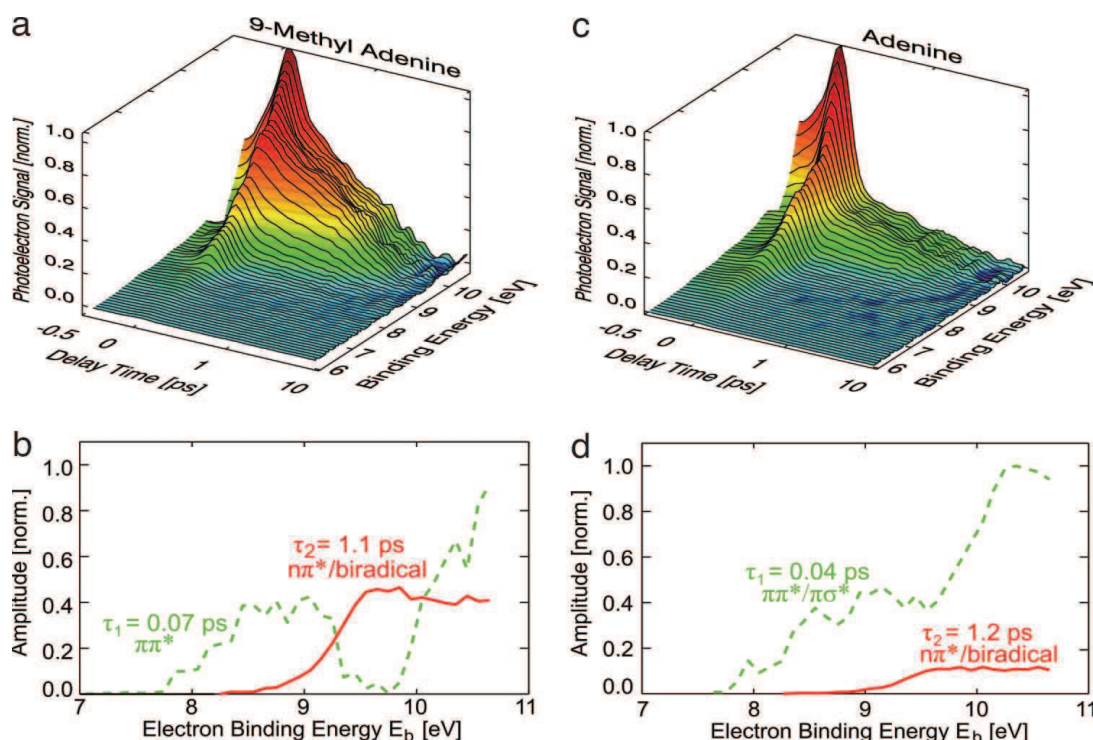 a
9-Methyl Adenine
Photoelectron Signal [norm.]
1.0
0.8
0.6
0.4
0.2
0.0
-0.5
0
1
10
Delay Time [ps]
6
7
8
9
10
Binding Energy [eV]
c
Adenine
Photoelectron Signal [norm.]
1.0
0.8
0.6
0.4
0.2
0.0
-0.5
0
1
10
Delay Time [ps]
6
7
8
9
10
Binding Energy [eV]
b
Amplitude [norm.]
1.0
0.8
0.6
0.4
0.2
0.0
τ1 = 0.07 ps
ππ*
τ2 = 1.1 ps
nπ*/biradical
7 8 9 10 11
Electron Binding Energy Eb [eV]
d
Amplitude [norm.]
1.0
0.8
0.6
0.4
0.2
0.0
τ1 = 0.04 ps
ππ*/πσ*
τ2 = 1.2 ps
nπ*/biradical
7 8 9 10 11
Electron Binding Energy Eb [eV]